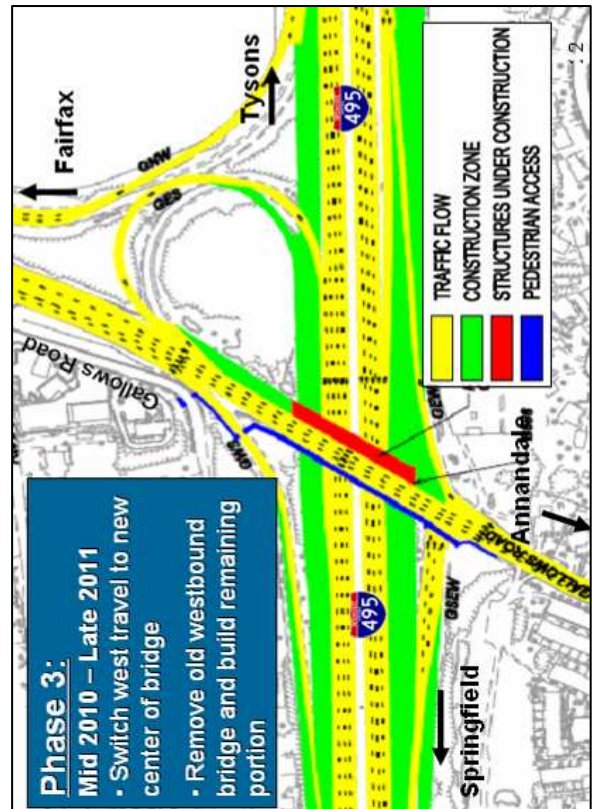 Phase 3:
Mid 2010 – Late 2011
• Switch west travel to new
center of bridge
• Remove old westbound
bridge and build remaining
portion
Gallows Road
Fairfax
Tysons
GNW
GES
495
495
Springfield
Annandale
GALLOWS ROAD
TRAFFIC FLOW
CONSTRUCTION ZONE
STRUCTURES UNDER CONSTRUCTION
PEDESTRIAN ACCESS